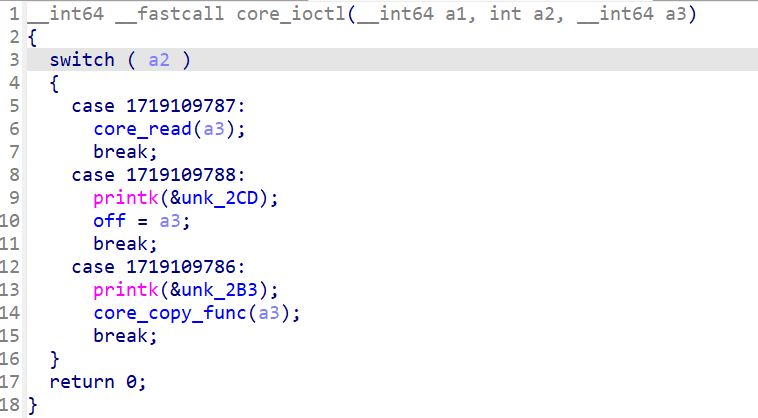 1 __int64 __fastcall core_ioctl(__int64 a1, int a2, __int64 a3)
2 {
3   switch ( a2 )
4   {
5     case 1719109787:
6       core_read(a3);
7       break;
8     case 1719109788:
9       printk(&unk_2CD);
10       off = a3;
11       break;
12     case 1719109786:
13       printk(&unk_2B3);
14       core_copy_func(a3);
15       break;
16   }
17   return 0;
18 }